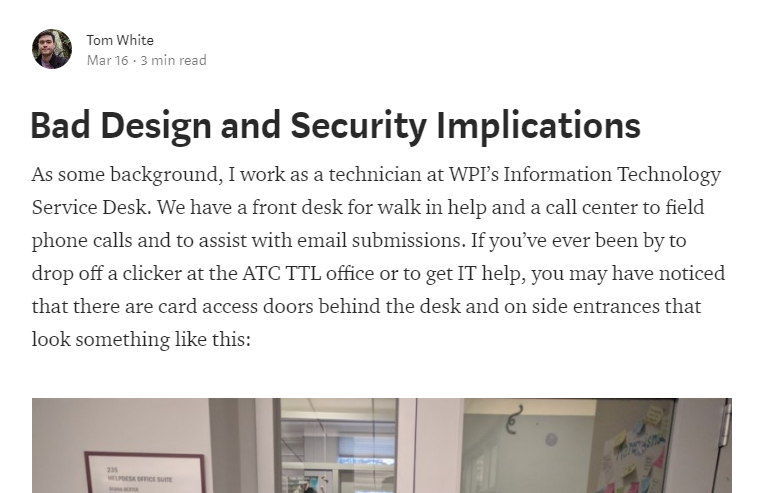 Tom White
Mar 16 · 3 min read
Bad Design and Security Implications
As some background, I work as a technician at WPI’s Information Technology
Service Desk. We have a front desk for walk in help and a call center to field
phone calls and to assist with email submissions. If you’ve ever been by to
drop off a clicker at the ATC TTL office or to get IT help, you may have noticed
that there are card access doors behind the desk and on side entrances that
look something like this:
235
HELPDESK OFFICE SUITE